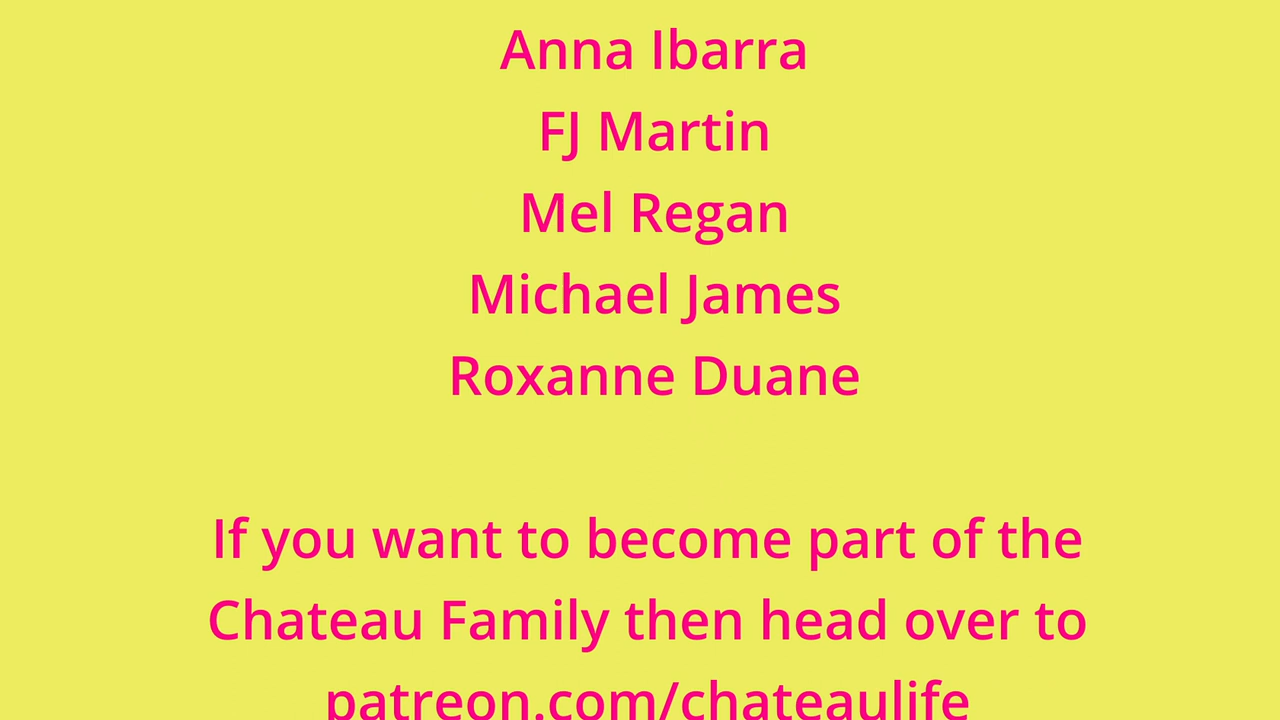 Anna Ibarra
FJ Martin
Mel Regan
Michael James
Roxanne Duane
If you want to become part of the
Chateau Family then head over to
patreon.com/chateaulife